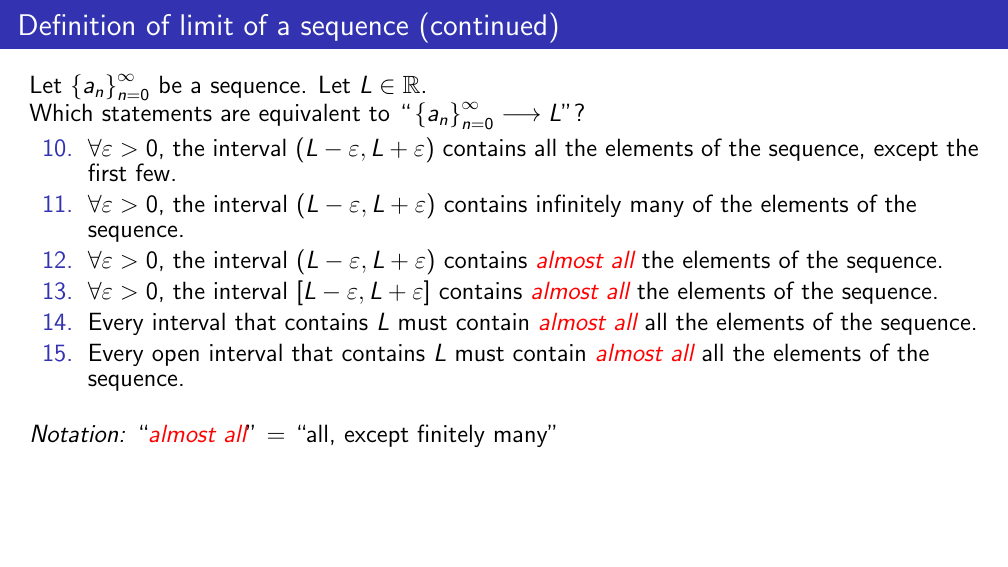 Definition of limit of a sequence (continued)
Let {aₙ}∞ₙ₌₀ be a sequence. Let L ∈ ℝ.
Which statements are equivalent to “{aₙ}∞ₙ₌₀ ⟶ L”?
10. ∀ε > 0, the interval (L − ε, L + ε) contains all the elements of the sequence, except the
first few.
11. ∀ε > 0, the interval (L − ε, L + ε) contains infinitely many of the elements of the
sequence.
12. ∀ε > 0, the interval (L − ε, L + ε) contains almost all the elements of the sequence.
13. ∀ε > 0, the interval [L − ε, L + ε] contains almost all the elements of the sequence.
14. Every interval that contains L must contain almost all all the elements of the sequence.
15. Every open interval that contains L must contain almost all all the elements of the
sequence.
Notation: “almost all” = “all, except finitely many”